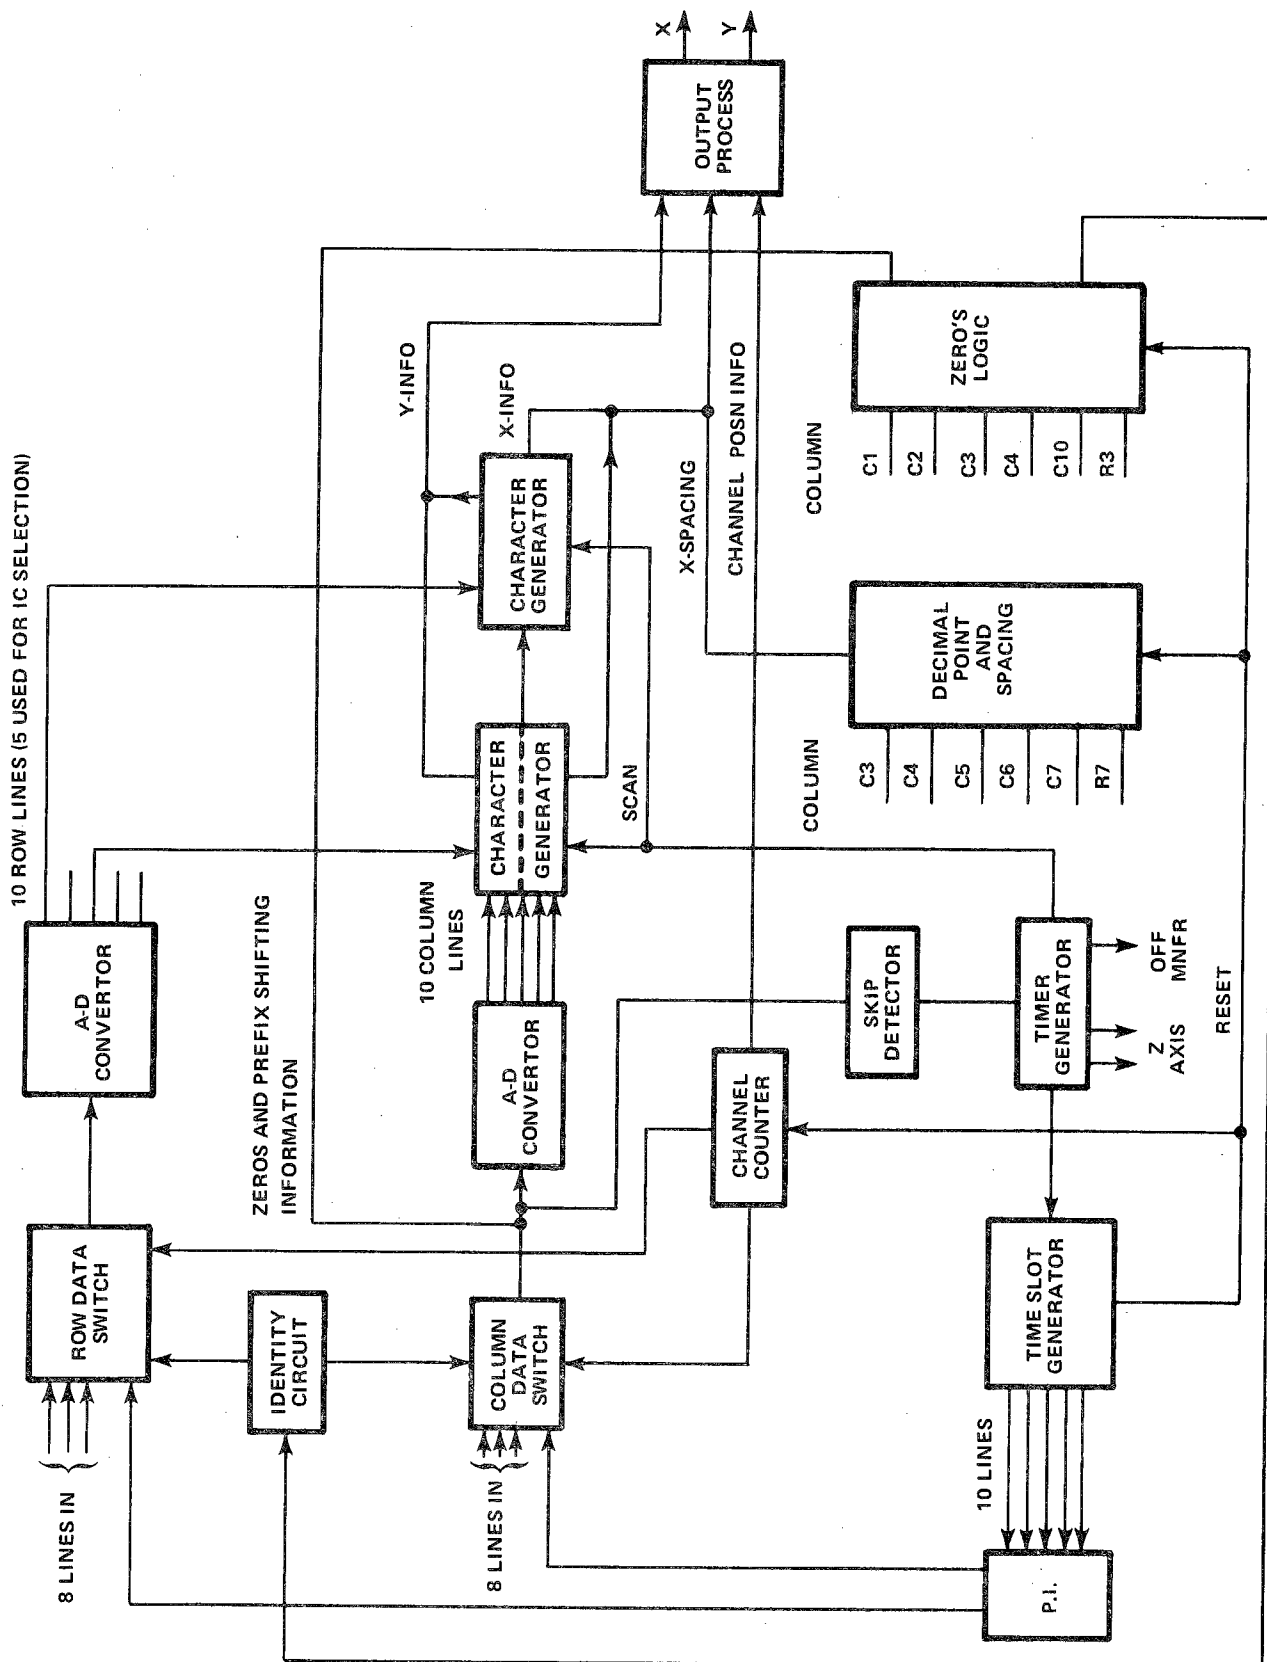 10 ROW LINES (5 USED FOR IC SELECTION)
8 LINES IN
ROW DATA
SWITCH
A-D
CONVERTOR
ZEROS AND PREFIX SHIFTING
INFORMATION
IDENTITY
CIRCUIT
8 LINES IN
COLUMN
DATA
SWITCH
A-D
CONVERTOR
10 COLUMN
LINES
CHARACTER
GENERATOR
CHARACTER
GENERATOR
Y-INFO
X-INFO
SCAN
X-SPACING
CHANNEL POSN INFO
OUTPUT
PROCESS
X
Y
CHANNEL
COUNTER
SKIP
DETECTOR
COLUMN
C3
C4
C5
C6
C7
R7
DECIMAL
POINT
AND
SPACING
COLUMN
C1
C2
C3
C4
C10
R3
ZERO'S
LOGIC
P.I.
10 LINES
TIME SLOT
GENERATOR
TIMER
GENERATOR
Z
AXIS
OFF
MNFR
RESET